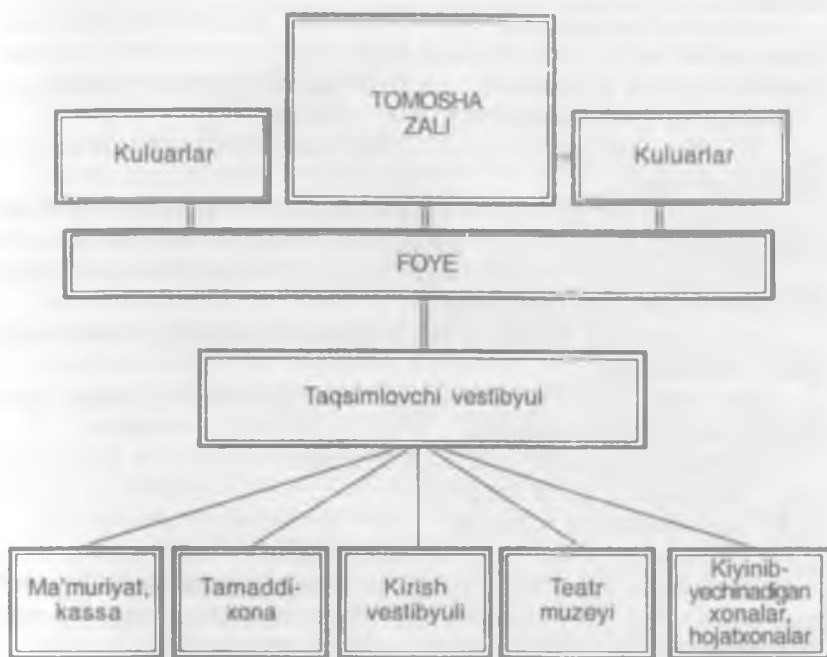 TOMOSHA
ZALI
Kuluarlar
Kuluarlar
FOYE
Taqsimlovchi vestibyul
Ma'muriyat,
kassa
Tamaddi-
xona
Kirish
vestibyuli
Teatr
muzeyi
Kiyinib-
yechinadigan
xonalar,
hojatxonalar